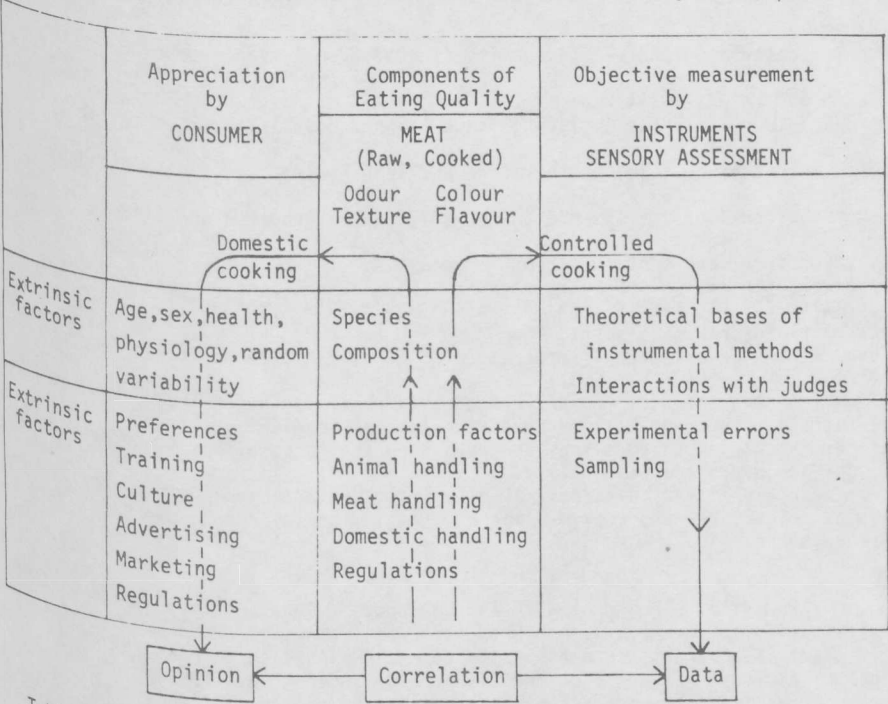 Appreciation
by
CONSUMER
Components of
Eating Quality
MEAT
(Raw, Cooked)
Odour Colour
Texture Flavour
Objective measurement
by
INSTRUMENTS
SENSORY ASSESSMENT
Domestic
cooking
Controlled
cooking
Extrinsic
factors
Age,sex,health,
physiology,random
variability
Species
Composition
Theoretical bases of
instrumental methods
Interactions with judges
Extrinsic
factors
Preferences
Training
Culture
Advertising
Marketing
Regulations
Production factors
Animal handling
Meat handling
Domestic handling
Regulations
Experimental errors
Sampling
Opinion
Correlation
Data